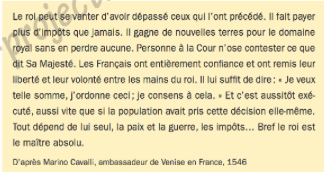 Le roi peut se vanter d'avoir dépassé ceux qui l'ont précédé. Il fait payer
plus d'impôts que jamais. Il gagne de nouvelles terres pour le domaine
royal sans en perdre aucune. Personne à la Cour n'ose contester ce que
dit Sa Majesté. Les Français ont entièrement confiance et ont remis leur
liberté et leur volonté entre les mains du roi. Il lui suffit de dire : « Je veux
telle somme, j'ordonne ceci ; je consens à cela. » Et c'est aussitôt exé-
cuté, aussi vite que si la population avait pris cette décision elle-même.
Tout dépend de lui seul, la paix et la guerre, les impôts... Bref le roi est
le maître absolu.
D'après Marino Cavalli, ambassadeur de Venise en France, 1546